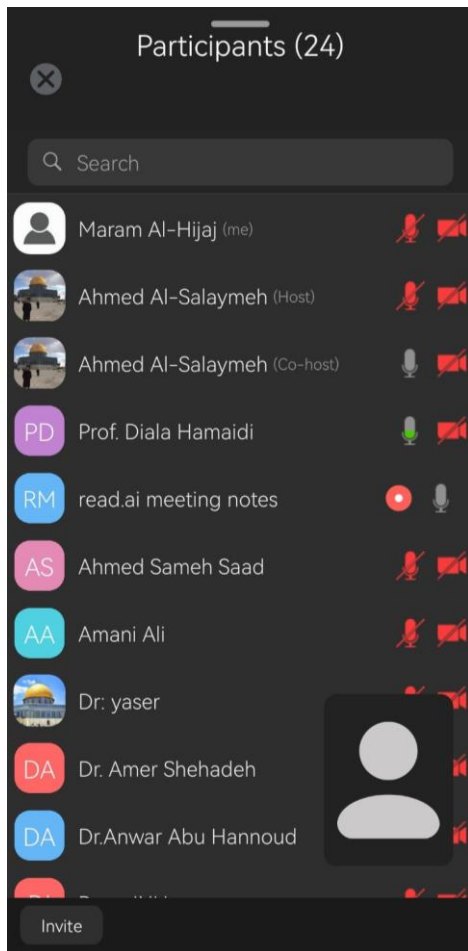 Participants (24)
Search
Maram Al-Hijaj (me)
Ahmed Al-Salaymeh (Host)
Ahmed Al-Salaymeh (Co-host)
PD Prof. Diala Hamaidi
RM read.ai meeting notes
AS Ahmed Sameh Saad
AA Amani Ali
Dr: yaser
DA Dr. Amer Shehadeh
DA Dr.Anwar Abu Hannoud
Invite